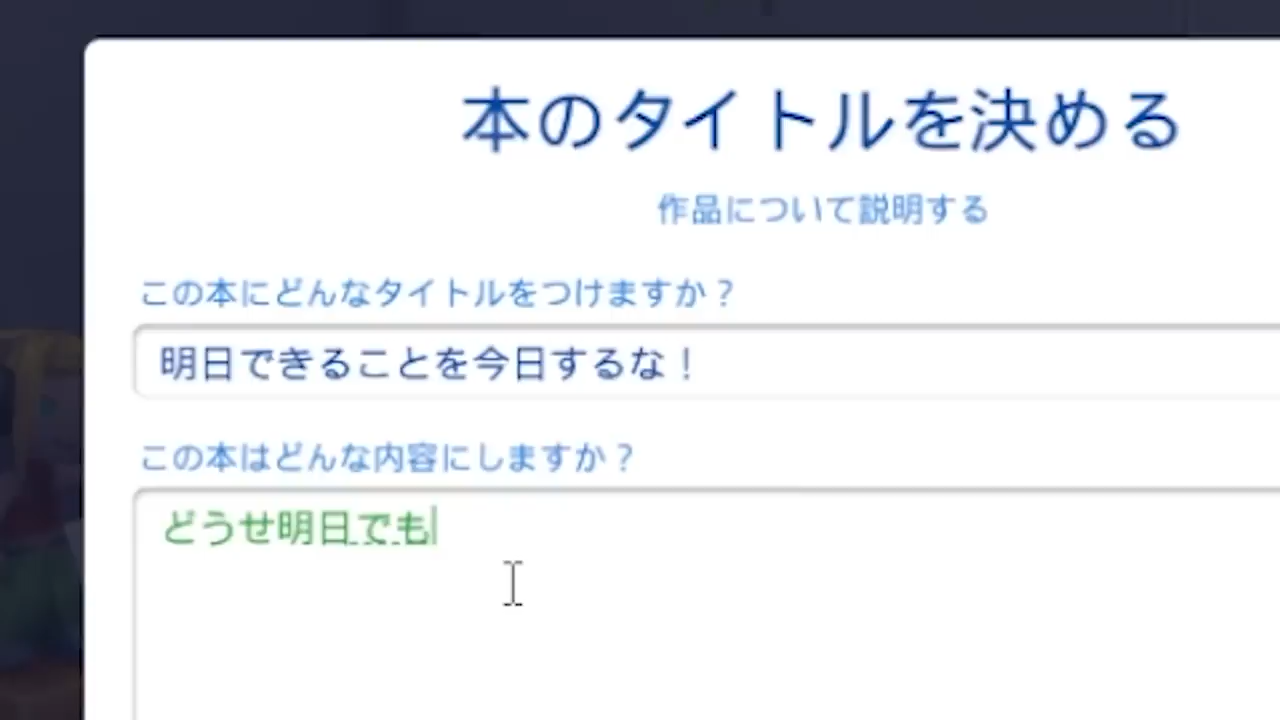 本のタイトルを決める
作品について説明する
この本にどんなタイトルをつけますか？
明日できることを今日するな！
この本はどんな内容にしますか？
どうせ明日でも